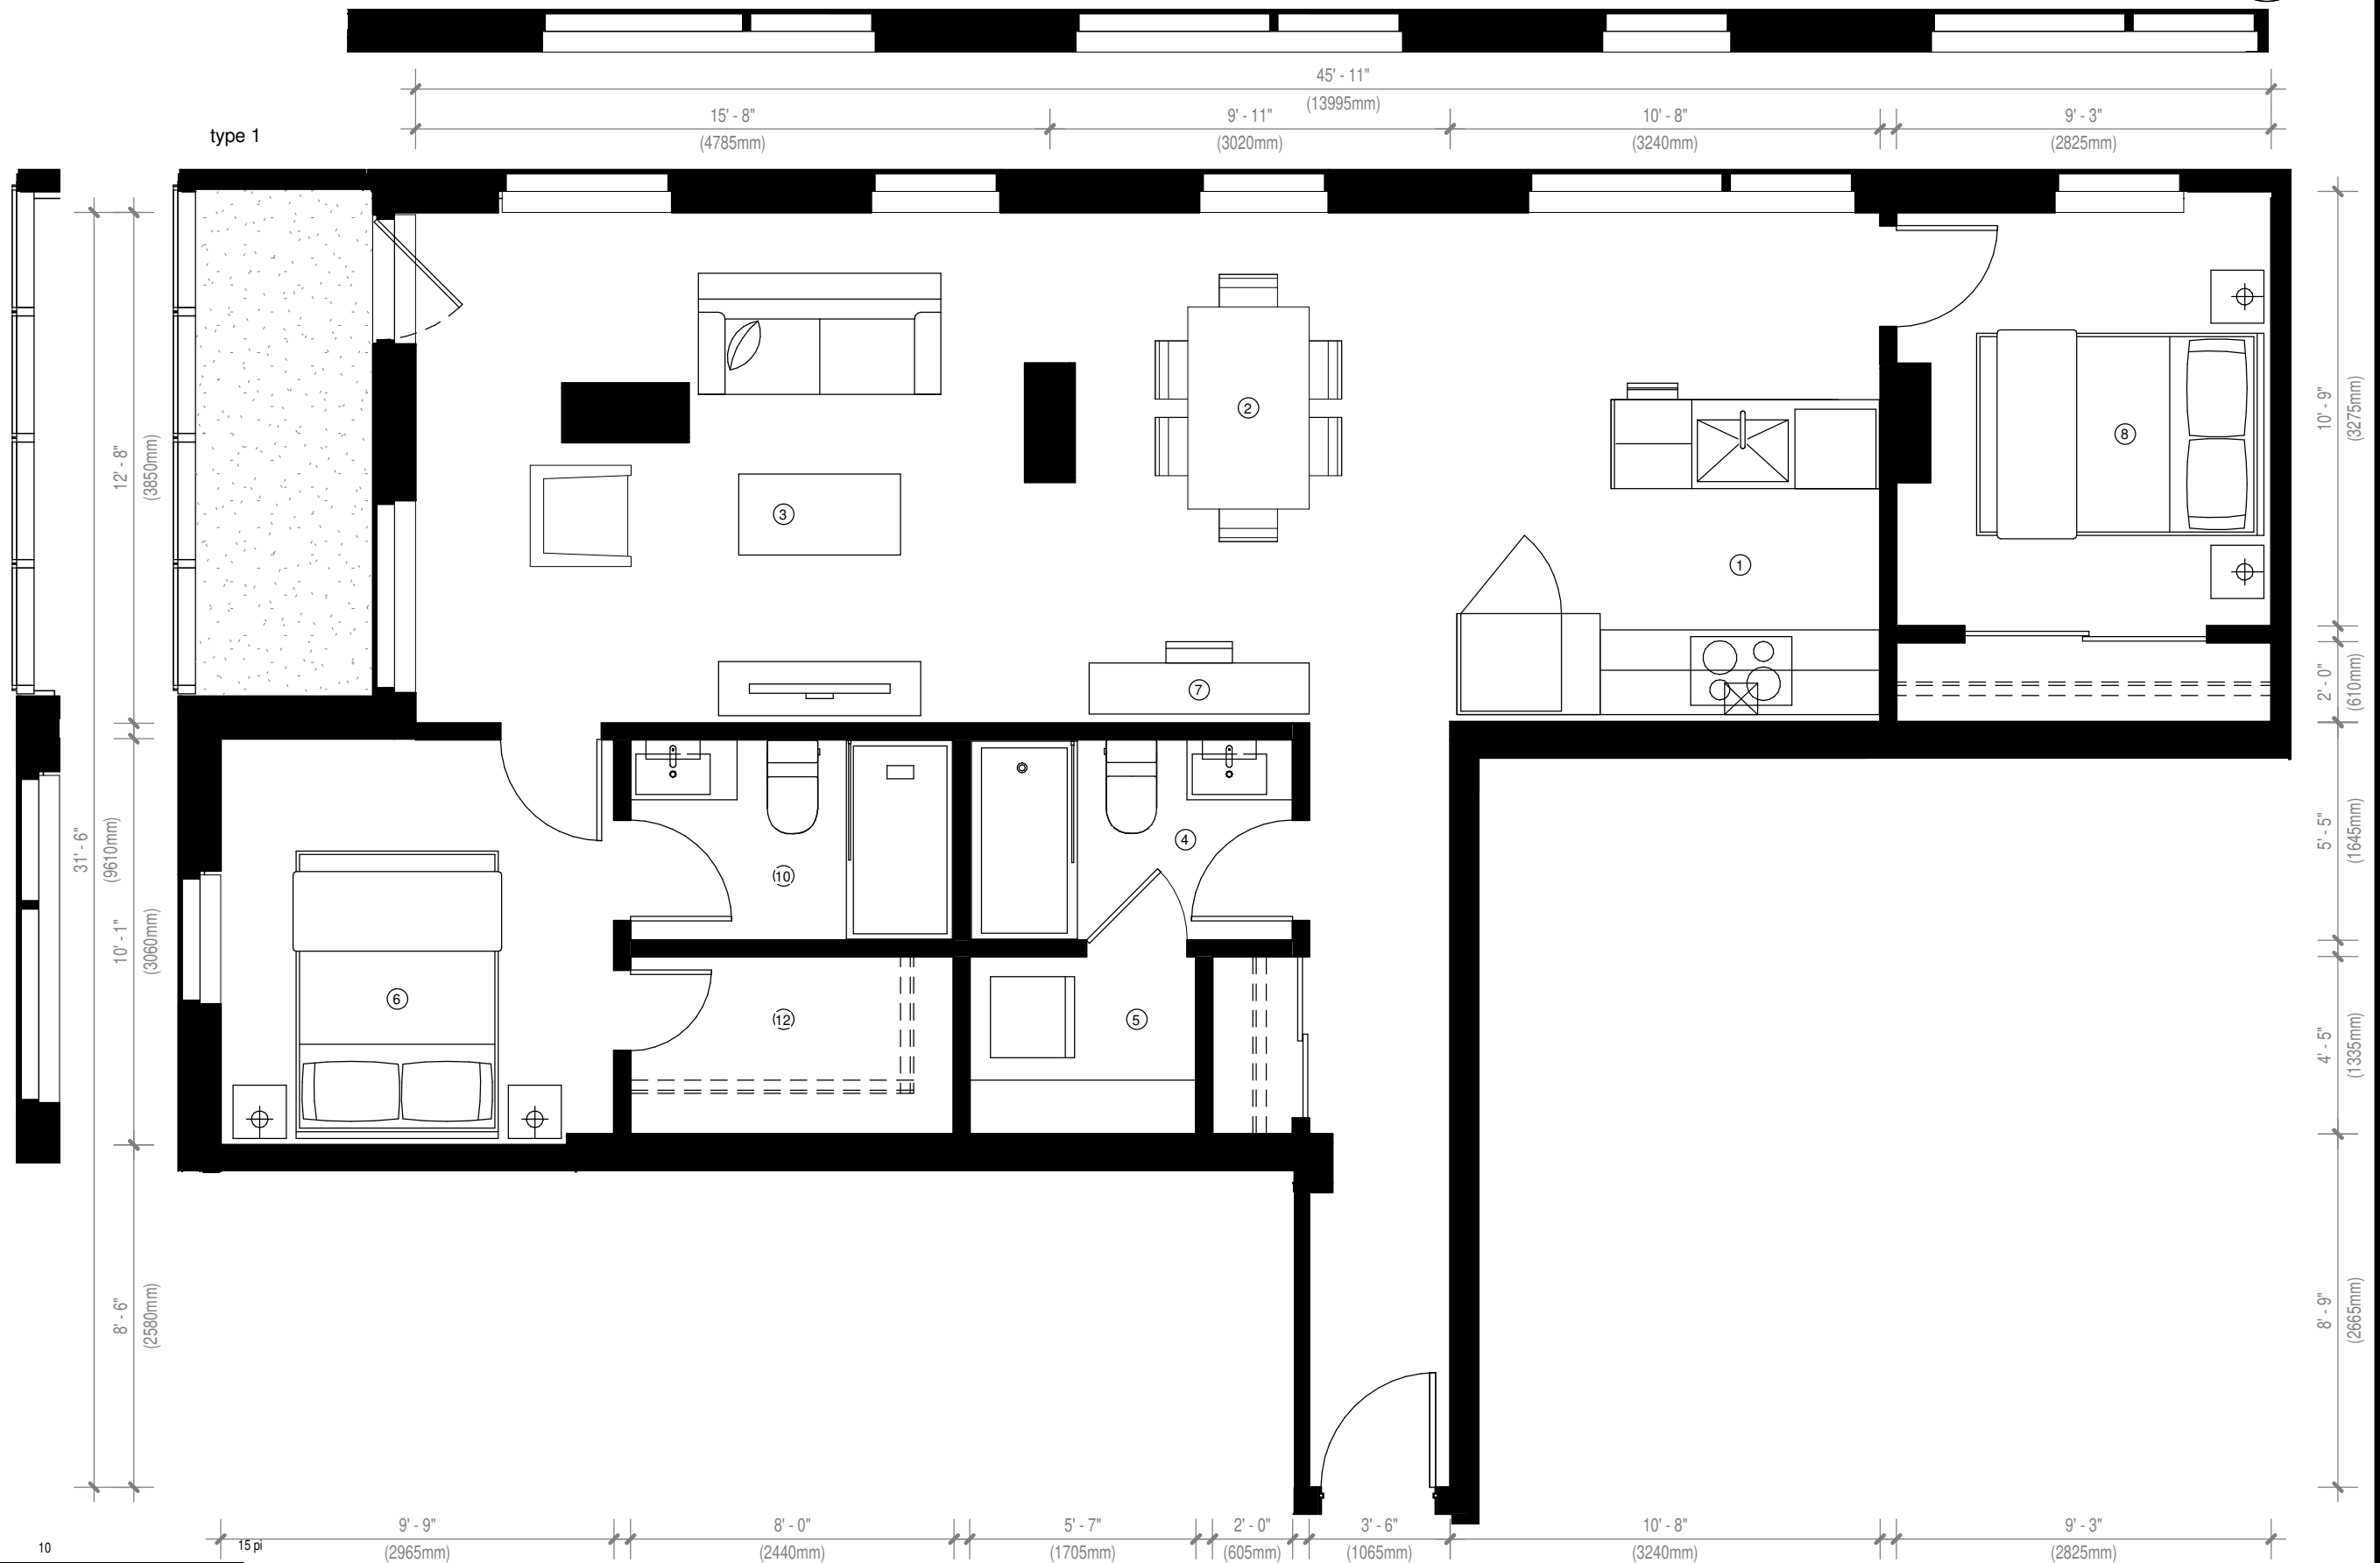 45' - 11"
(13995mm)
15' - 8"
9' - 11"
10' - 8"
9' - 3"
(4785mm)
(3020mm)
(3240mm)
(2825mm)
type 1
12' - 8"
(3850mm)
31' - 6"
(9610mm)
10' - 1"
(3060mm)
8' - 6"
(2580mm)
2
3
1
8
7
4
10
6
12
5
10' - 9"
(3275mm)
2' - 0"
(610mm)
5' - 5"
(1645mm)
4' - 5"
(1335mm)
8' - 9"
(2665mm)
9' - 9"
8' - 0"
5' - 7"
2' - 0"
3' - 6"
10' - 8"
9' - 3"
(2965mm)
(2440mm)
(1705mm)
(605mm)
(1065mm)
(3240mm)
(2825mm)
10
15 pi